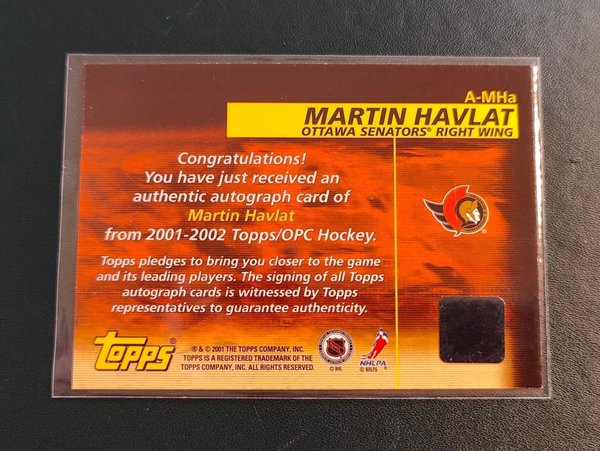 A-MHa
MARTIN HAVLAT
OTTAWA SENATORS® RIGHT WING
Congratulations!
You have just received an
authentic autograph card of
Martin Havlat
from 2001-2002 Topps/OPC Hockey.
Topps pledges to bring you closer to the game
and its leading players. The signing of all Topps
autograph cards is witnessed by Topps
representatives to guarantee authenticity.
topps®
® & © 2001 THE TOPPS COMPANY, INC.
TOPPS IS A REGISTERED TRADEMARK OF THE
TOPPS COMPANY, INC. ALL RIGHTS RESERVED.
© NHL
NHLPA
© NHLPA